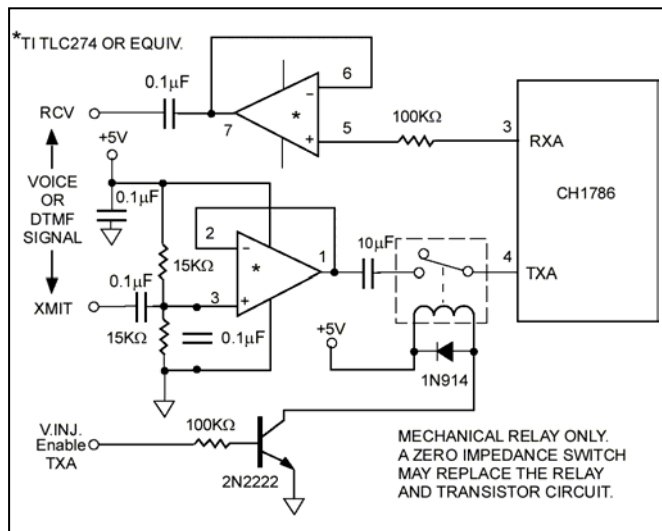 *TI TLC274 OR EQUIV.
0.1μF
RCV
7
6
5
*
−
+
100KΩ
3
RXA
CH1786
+5V
VOICE
OR
DTMF
SIGNAL
0.1μF
15KΩ
2
−
*
+
1
10μF
4
TXA
0.1μF
3
XMIT
15KΩ
0.1μF
+5V
1N914
V.INJ.
Enable
TXA
100KΩ
2N2222
MECHANICAL RELAY ONLY.
A ZERO IMPEDANCE SWITCH
MAY REPLACE THE RELAY
AND TRANSISTOR CIRCUIT.